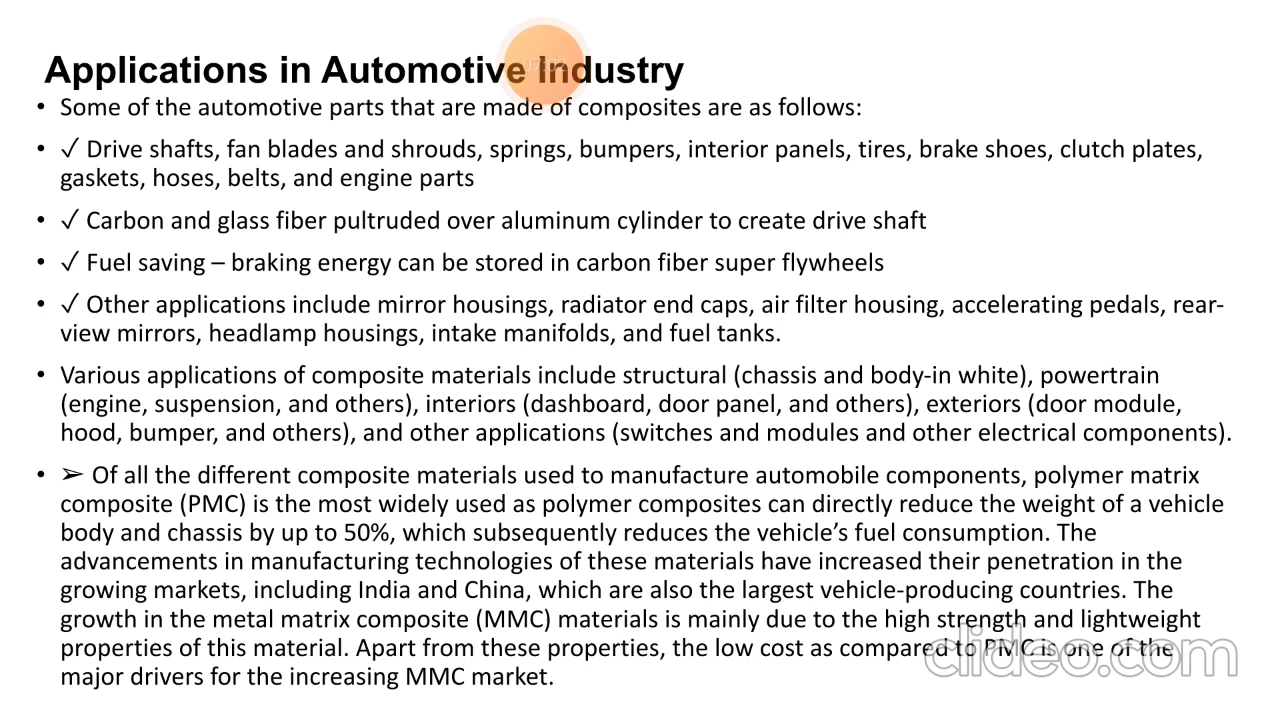 Applications in Automotive Industry
• Some of the automotive parts that are made of composites are as follows:
• ✓ Drive shafts, fan blades and shrouds, springs, bumpers, interior panels, tires, brake shoes, clutch plates,
gaskets, hoses, belts, and engine parts
• ✓ Carbon and glass fiber pultruded over aluminum cylinder to create drive shaft
• ✓ Fuel saving – braking energy can be stored in carbon fiber super flywheels
• ✓ Other applications include mirror housings, radiator end caps, air filter housing, accelerating pedals, rear-
view mirrors, headlamp housings, intake manifolds, and fuel tanks.
• Various applications of composite materials include structural (chassis and body-in white), powertrain
(engine, suspension, and others), interiors (dashboard, door panel, and others), exteriors (door module,
hood, bumper, and others), and other applications (switches and modules and other electrical components).
• ➢ Of all the different composite materials used to manufacture automobile components, polymer matrix
composite (PMC) is the most widely used as polymer composites can directly reduce the weight of a vehicle
body and chassis by up to 50%, which subsequently reduces the vehicle’s fuel consumption. The
advancements in manufacturing technologies of these materials have increased their penetration in the
growing markets, including India and China, which are also the largest vehicle-producing countries. The
growth in the metal matrix composite (MMC) materials is mainly due to the high strength and lightweight
properties of this material. Apart from these properties, the low cost as compared to PMC is one of the
major drivers for the increasing MMC market.
clideo.com